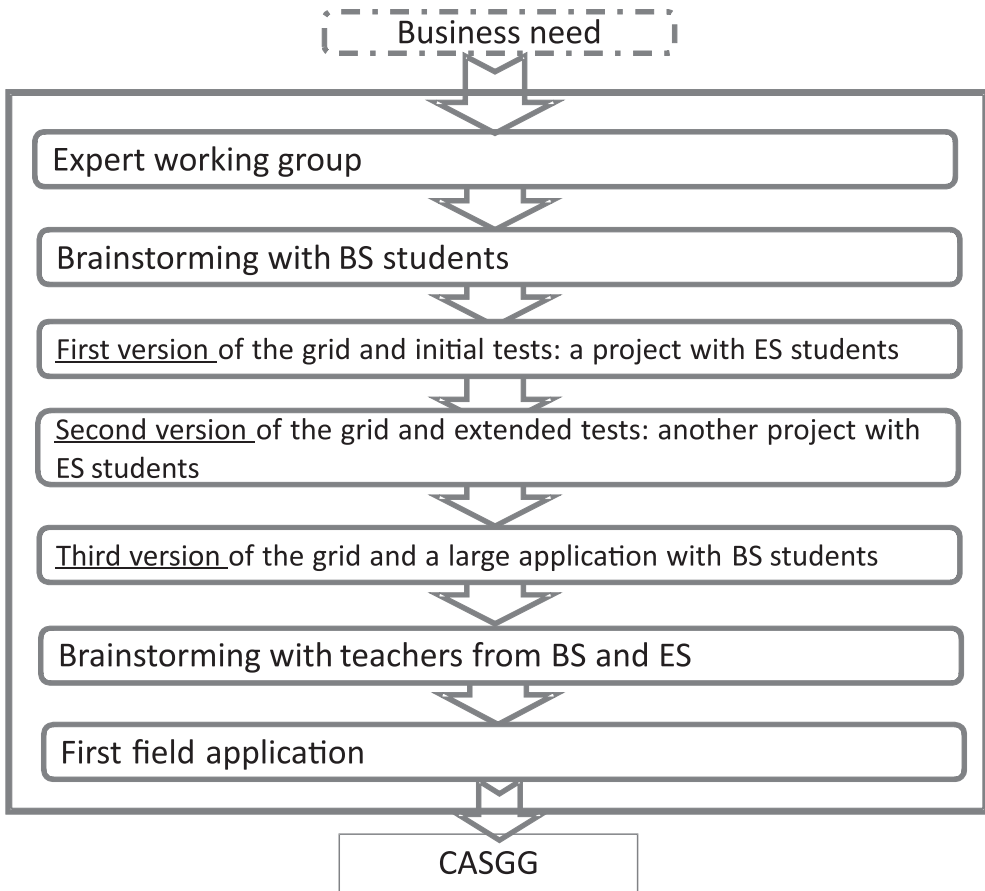 Business need
Expert working group
Brainstorming with BS students
First version of the grid and initial tests: a project with ES students
Second version of the grid and extended tests: another project with
ES students
Third version of the grid and a large application with BS students
Brainstorming with teachers from BS and ES
First field application
CASGG